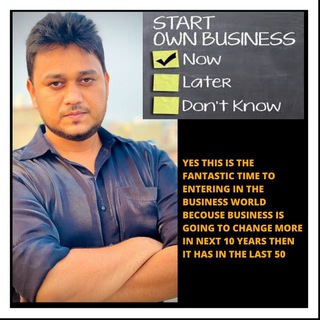 START
OWN BUSINESS
Now
Later
Don't Know
YES THIS IS THE
FANTASTIC TIME TO
ENTERING IN THE
BUSINESS WORLD
BECOUSE BUSINESS IS
GOING TO CHANGE MORE
IN NEXT 10 YEARS THEN
IT HAS IN THE LAST 50